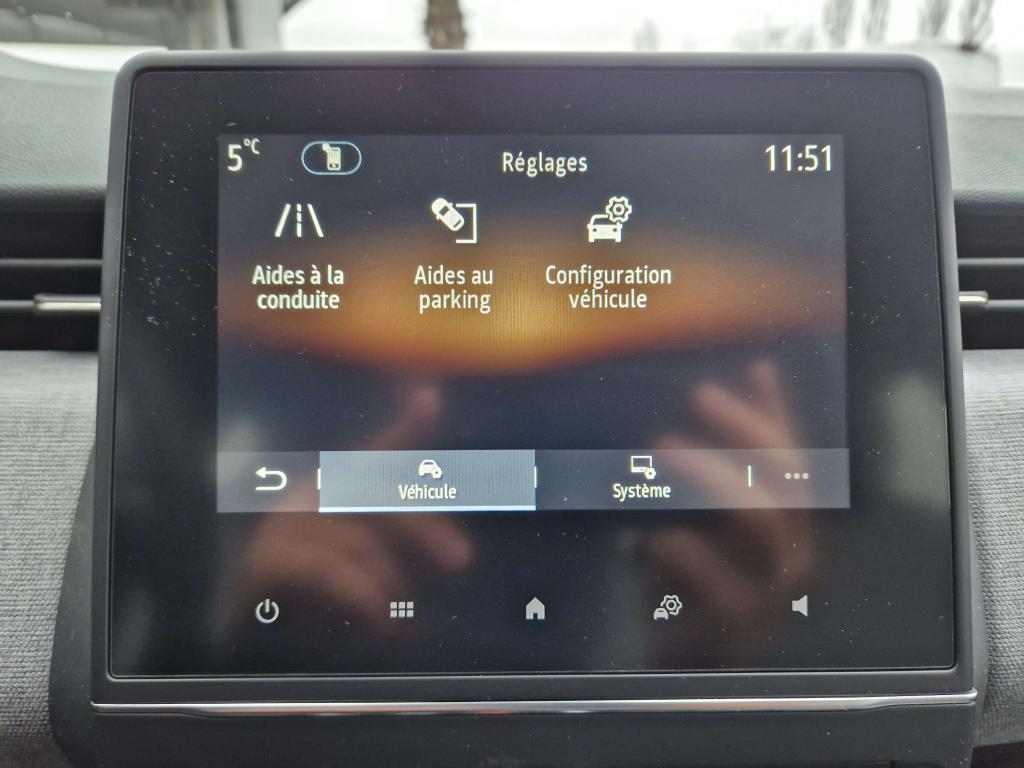 5°C
Réglages
11:51
Aides à la
conduite
Aides au
parking
Configuration
véhicule
Véhicule
Système